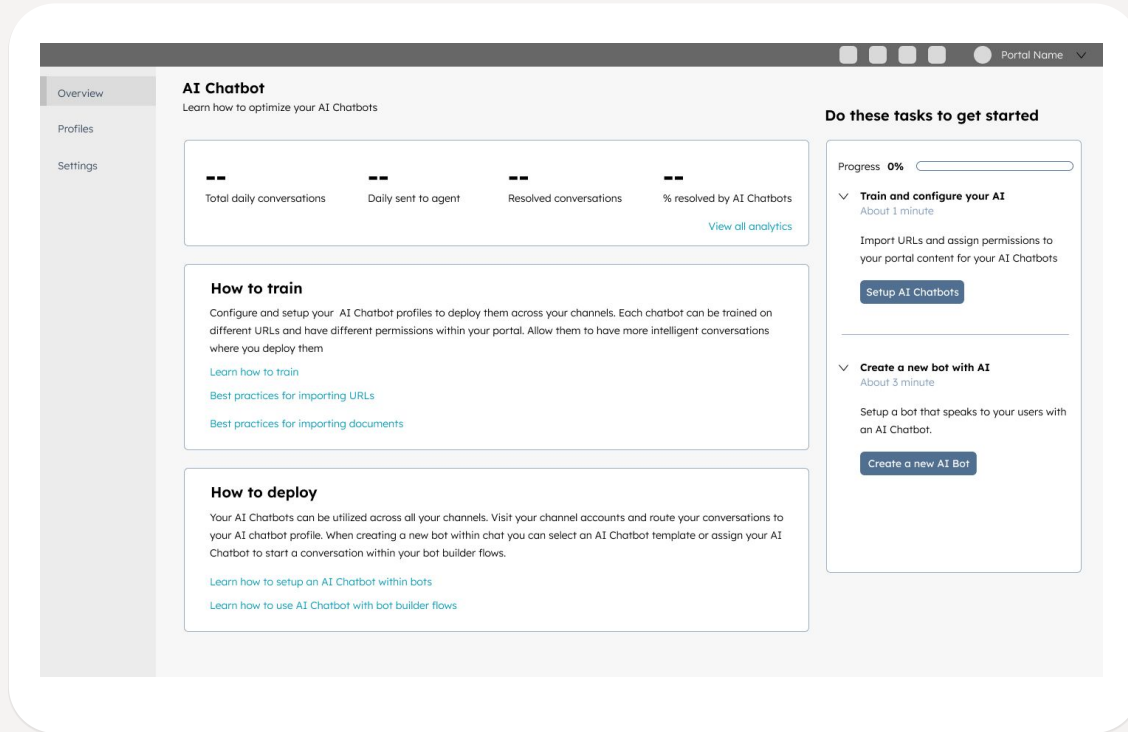 Portal Name
Overview
Profiles
Settings
AI Chatbot
Learn how to optimize your AI Chatbots
--
Total daily conversations
--
Daily sent to agent
--
Resolved conversations
--
% resolved by AI Chatbots
View all analytics
How to train
Configure and setup your AI Chatbot profiles to deploy them across your channels. Each chatbot can be trained on
different URLs and have different permissions within your portal. Allow them to have more intelligent conversations
where you deploy them
Learn how to train
Best practices for importing URLs
Best practices for importing documents
How to deploy
Your AI Chatbots can be utilized across all your channels. Visit your channel accounts and route your conversations to
your AI chatbot profile. When creating a new bot within chat you can select an AI Chatbot template or assign your AI
Chatbot to start a conversation within your bot builder flows.
Learn how to setup an AI Chatbot within bots
Learn how to use AI Chatbot with bot builder flows
Do these tasks to get started
Progress 0%
Train and configure your AI
About 1 minute
Import URLs and assign permissions to
your portal content for your AI Chatbots
Setup AI Chatbots
Create a new bot with AI
About 3 minute
Setup a bot that speaks to your users with
an AI Chatbot.
Create a new AI Bot